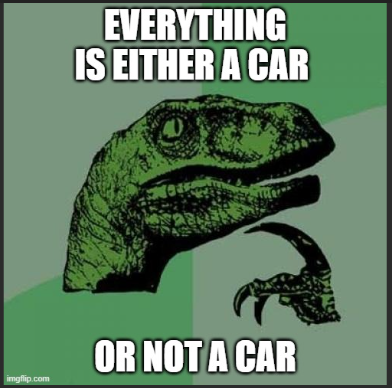 EVERYTHING
IS EITHER A CAR
OR NOT A CAR
imgflip.com